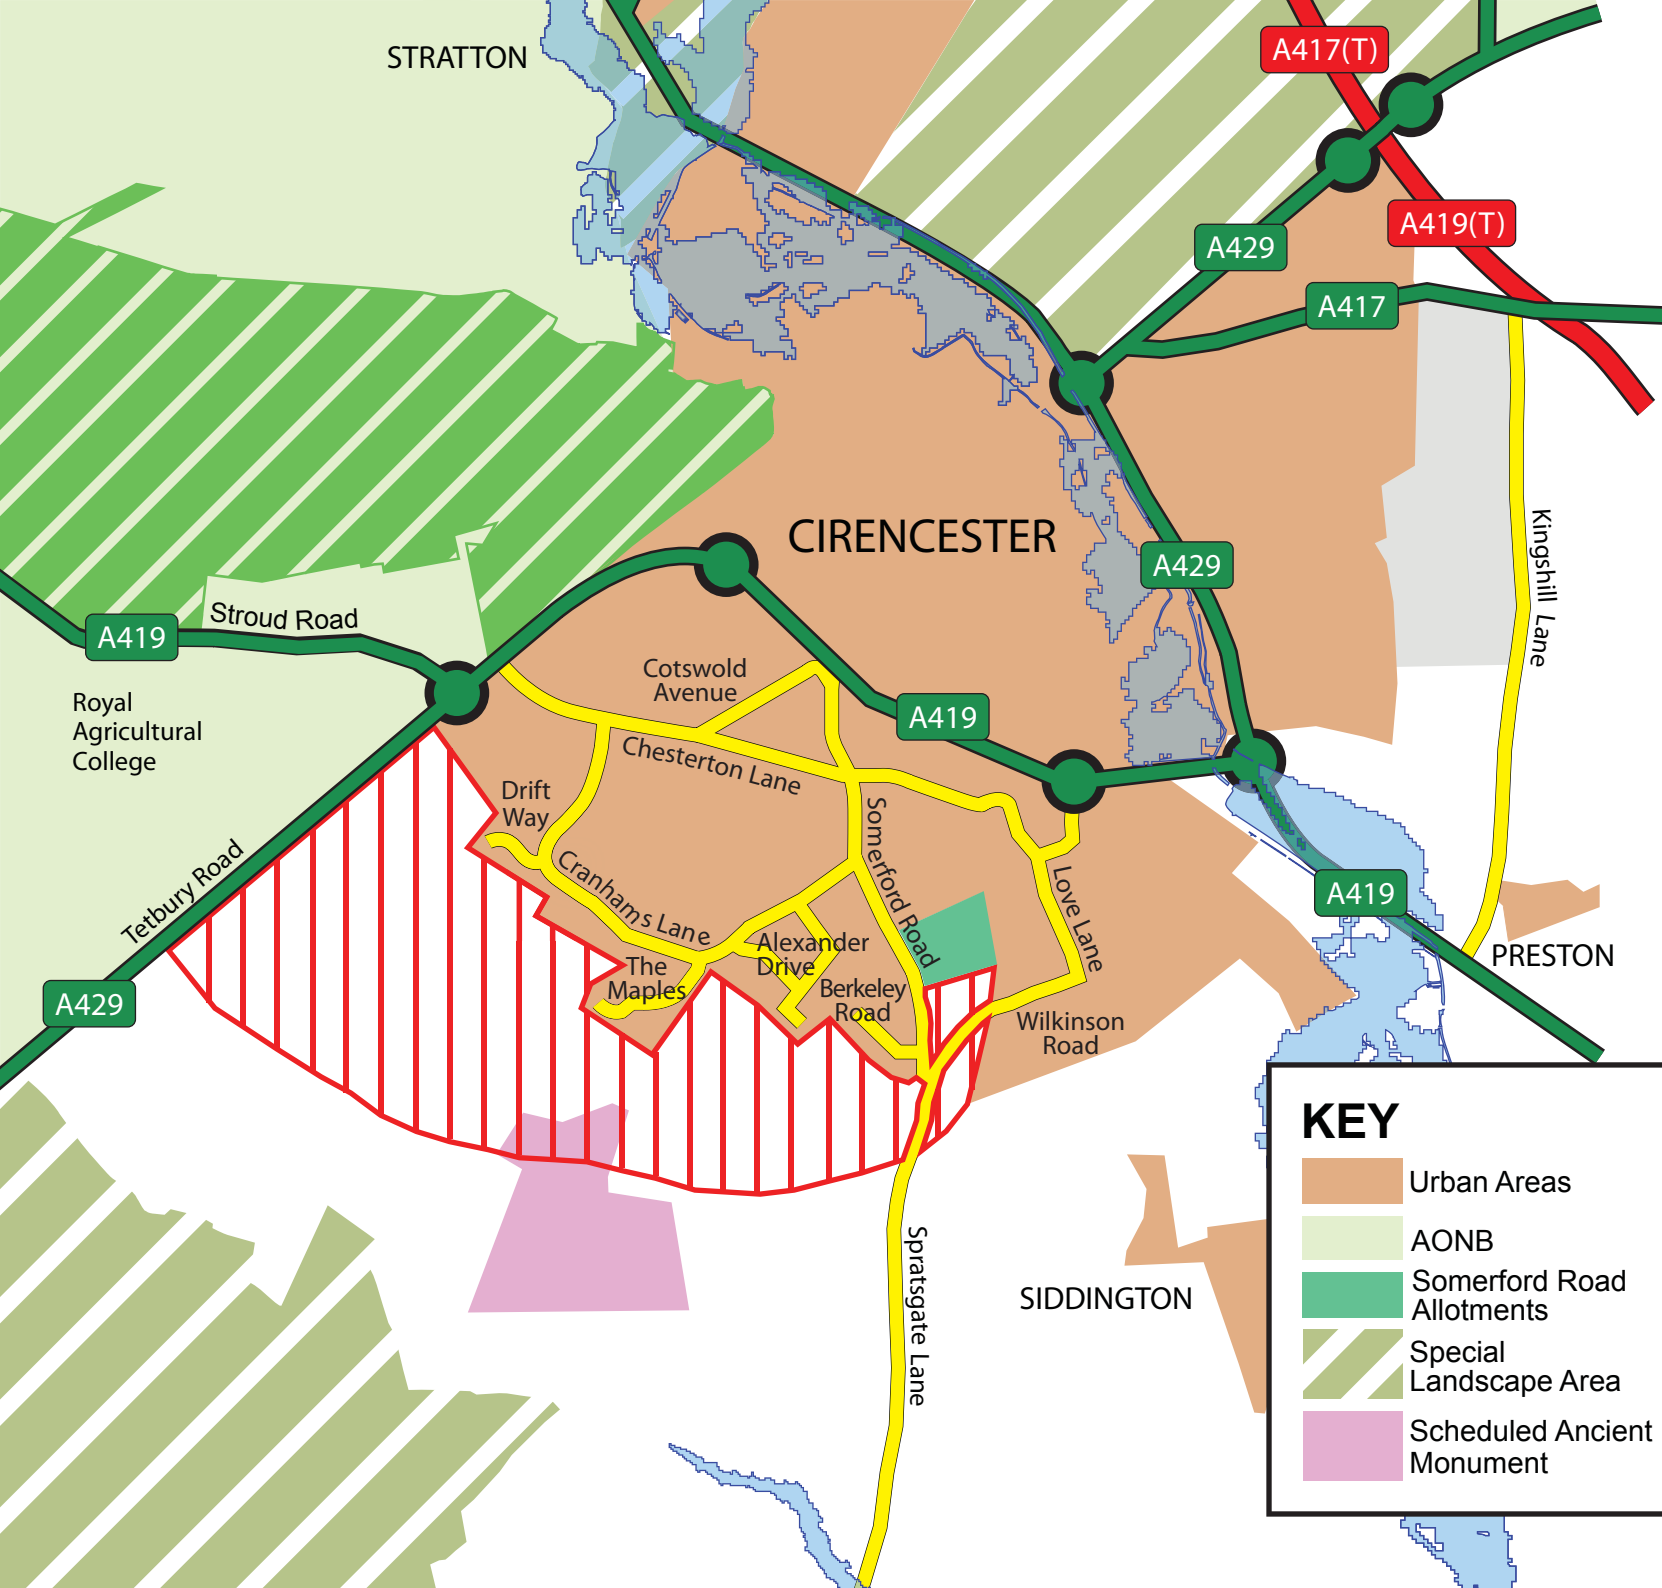 STRATTON
A417(T)
A419(T)
A429
A417
CIRENCESTER
Kingshill Lane
A429
Stroud Road
A419
Royal
Agricultural
College
Cotswold
Avenue
A419
Chesterton Lane
Drift
Way
Somerford Road
Cranhams Lane
Love Lane
Tetbury Road
A419
Alexander
Drive
PRESTON
The
Maples
Berkeley
Road
A429
Wilkinson
Road
Spratsgate Lane
SIDDINGTON
KEY
Urban Areas
AONB
Somerford Road
Allotments
Special
Landscape Area
Scheduled Ancient
Monument